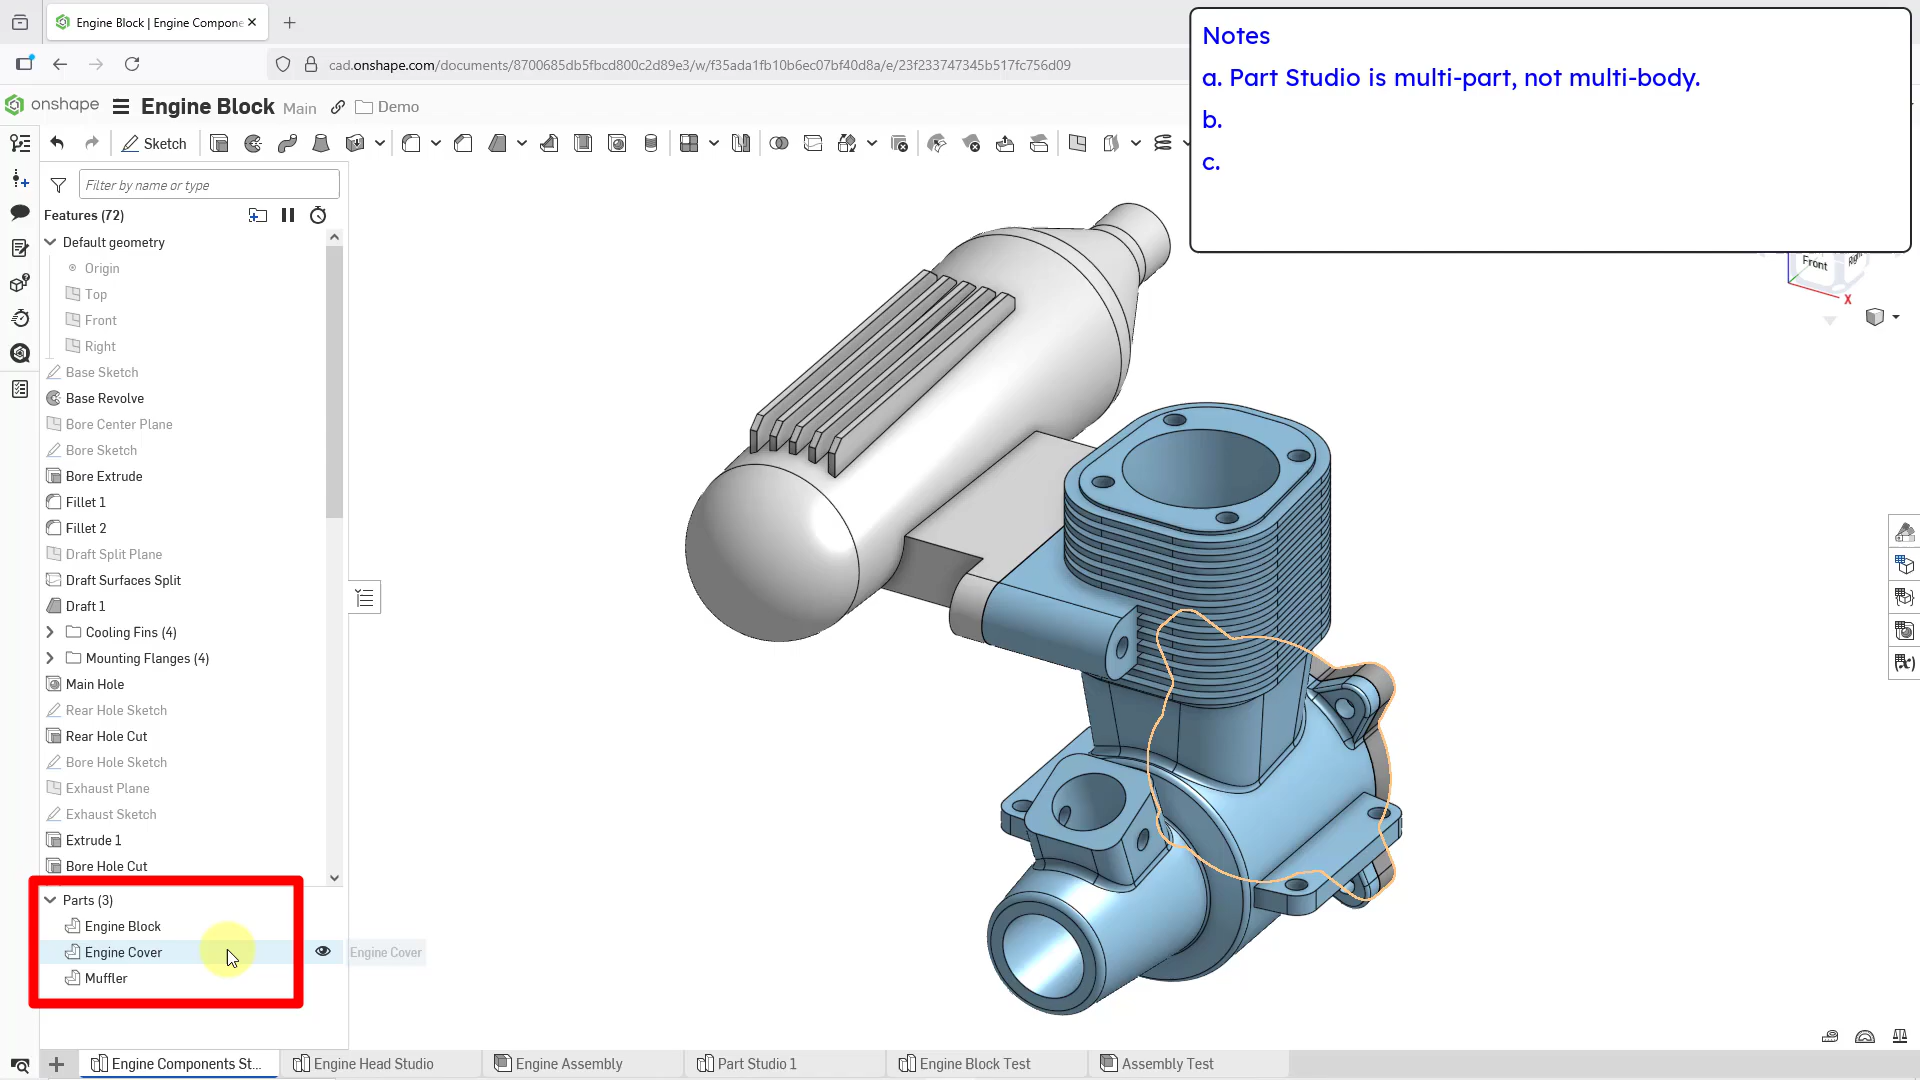 Engine Block | Engine Compone
cad.onshape.com/documents/8700685db5fbcd800c2d89e3/w/f35ada1fb10b6ec07bf40d8a/e/23f233747345b517fc756d09
onshape
Engine Block
Main
Demo
Sketch
Notes
a. Part Studio is multi-part, not multi-body.
b.
c.
Filter by name or type
Features (72)
Default geometry
Origin
Top
Front
Right
Base Sketch
Base Revolve
Bore Center Plane
Bore Sketch
Bore Extrude
Fillet 1
Fillet 2
Draft Split Plane
Draft Surfaces Split
Draft 1
Cooling Fins (4)
Mounting Flanges (4)
Main Hole
Rear Hole Sketch
Rear Hole Cut
Bore Hole Sketch
Exhaust Plane
Exhaust Sketch
Extrude 1
Bore Hole Cut
Parts (3)
Engine Block
Engine Cover
Engine Cover
Muffler
Front
Right
X
Engine Components St...
Engine Head Studio
Engine Assembly
Part Studio 1
Engine Block Test
Assembly Test